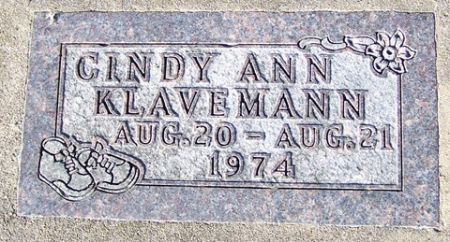 CINDY ANN
KLAVEMANN
AUG. 20 - AUG. 21
1974